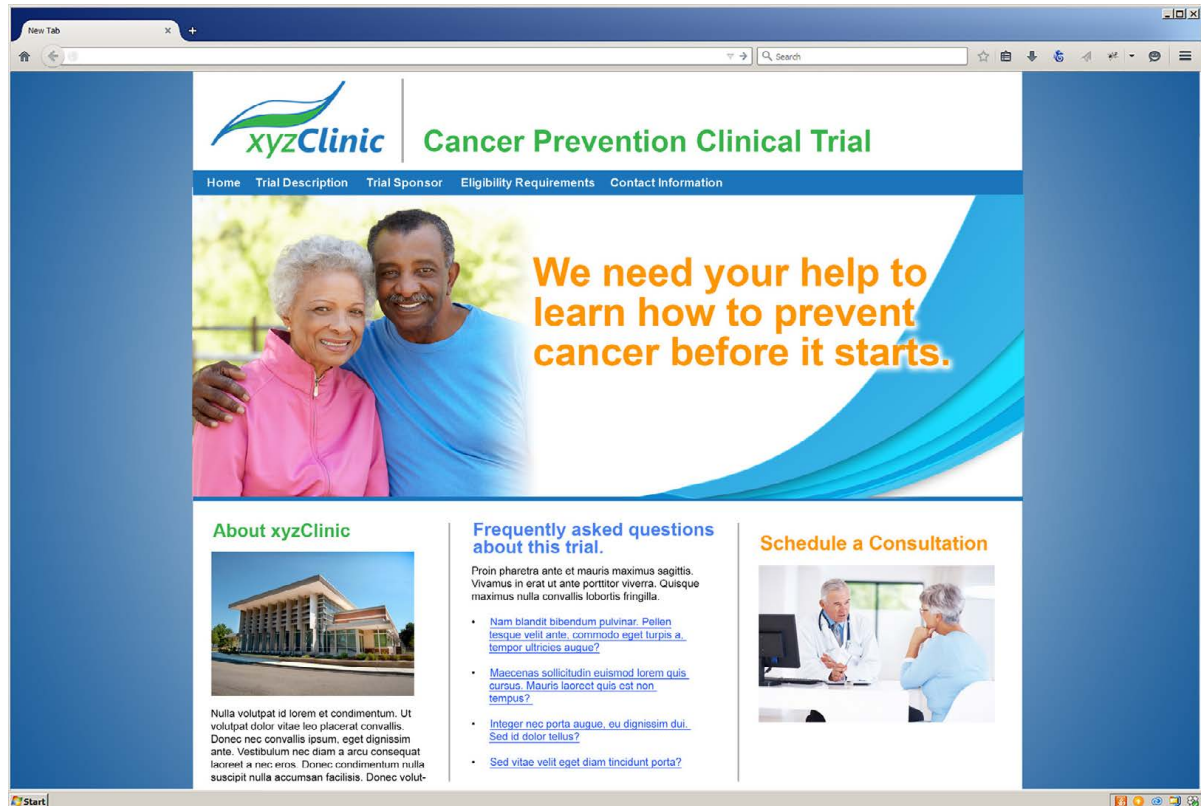 New Tab
Search
xyzClinic
Cancer Prevention Clinical Trial
Home Trial Description Trial Sponsor Eligibility Requirements Contact Information
We need your help to
learn how to prevent
cancer before it starts.
About xyzClinic
Nulla volutpat id lorem et condimentum. Ut
volutpat dolor vitae leo placerat convallis.
Donec nec convallis ipsum, eget dignissim
ante. Vestibulum nec diam a arcu consequat
laoreet a nec eros. Donec condimentum nulla
suscipit nulla accumsan facilisis. Donec volut-
Frequently asked questions
about this trial.
Proin pharetra ante et mauris maximus sagittis.
Vivamus in erat ut ante porttitor viverra. Quisque
maximus nulla convallis lobortis fringilla.
• Nam blandit bibendum pulvinar. Pellen
tesque velit ante, commodo eget turpis a,
tempor ultricies augue?
• Maecenas sollicitudin euismod lorem quis
cursus. Mauris laoreet quis est non
tempus?
• Integer nec porta augue, eu dignissim dui.
Sed id dolor tellus?
• Sed vitae velit eget diam tincidunt porta?
Schedule a Consultation
Start